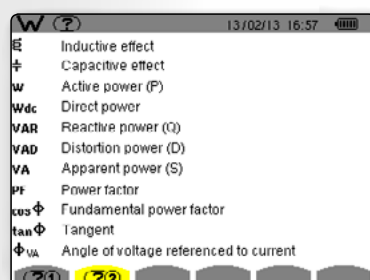 W ? 13/02/13 16:57
Inductive effect
Capacitive effect
W Active power (P)
Wdc Direct power
VAR Reactive power (Q)
VAD Distortion power (D)
VA Apparent power (S)
PF Power factor
cos Φ Fundamental power factor
tan Φ Tangent
Φ VA Angle of voltage referenced to current
?1 ?2